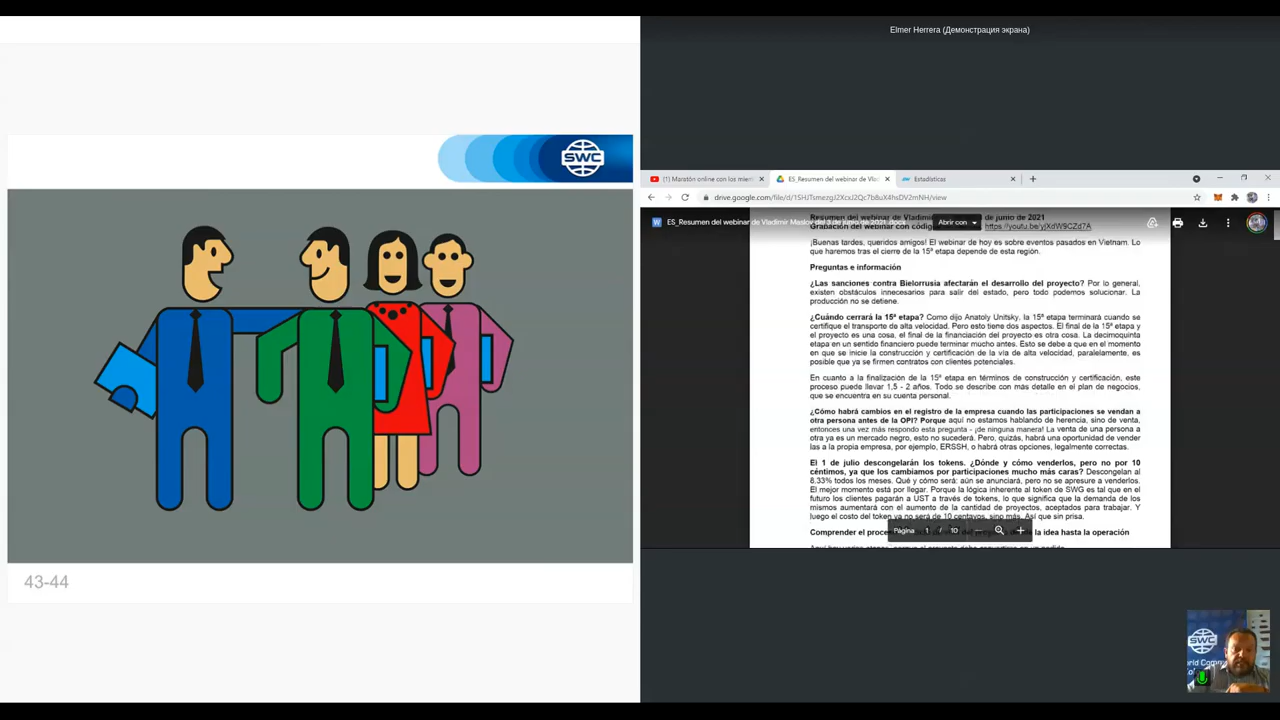 SWC
43-44
Elmer Herrera (Демонстрация экрана)
(1) Maratón online con los miem
ES_Resumen del webinar de Vla
Estadísticas
Resumen del webinar de Vladimir
de junio de 2021
ES_Resumen del webinar de Vladimir Maslov del 3 de junio de 2021.docx
Abrir con
Grabación del webinar con códig
https://youtu.be/yjXdW9CZd7A
¡Buenas tardes, queridos amigos! El webinar de hoy es sobre eventos pasados en Vietnam. Lo
que haremos tras el cierre de la 15ª etapa depende de esta región.
Preguntas e información
¿Las sanciones contra Bielorrusia afectarán el desarrollo del proyecto? Por lo general,
existen obstáculos innecesarios para salir del estado, pero todo podemos solucionar. La
producción no se detiene.
¿Cuándo cerrará la 15ª etapa? Como dijo Anatoly Unitsky, la 15ª etapa terminará cuando se
certifique el transporte de alta velocidad. Pero esto tiene dos aspectos. El final de la 15ª etapa y
el proyecto es una cosa, el final de la financiación del proyecto es otra cosa. La decimoquinta
etapa en un sentido financiero puede terminar mucho antes. Esto se debe a que en el momento
en que se inicie la construcción y certificación de la vía de alta velocidad, paralelamente, es
posible que ya se firmen contratos con clientes potenciales.
En cuanto a la finalización de la 15ª etapa en términos de construcción y certificación, este
proceso puede llevar 1,5 - 2 años. Todo se describe con más detalle en el plan de negocios,
que se encuentra en su cuenta personal.
¿Cómo habrá cambios en el registro de la empresa cuando las participaciones se vendan a
otra persona antes de la OPI? Porque aquí no estamos hablando de herencia, sino de venta,
entonces una vez más respondo esta pregunta - ¡de ninguna manera! La venta de una persona a
otra ya es un mercado negro, esto no sucederá. Pero, quizás, habrá una oportunidad de vender
las a la propia empresa, por ejemplo, ERSSH, o habrá otras opciones, legalmente correctas.
El 1 de julio descongelarán los tokens. ¿Dónde y cómo venderlos, pero no por 10
céntimos, ya que los cambiamos por participaciones mucho más caras? Descongelan al
8,33% todos los meses. Qué y cómo será: aún se anunciará, pero no se apresure a venderlos.
El mejor momento está por llegar. Porque la lógica inherente al token de SWG es tal que en el
futuro los clientes pagarán a UST a través de tokens, lo que significa que la demanda de los
mismos aumentará con el aumento de la cantidad de proyectos, aceptados para trabajar. Y
luego el costo del token ya no será de 10 centavos, sino más. Así que sin prisa.
Página 1 / 10
Comprender el proce
la idea hasta la operación
SWC